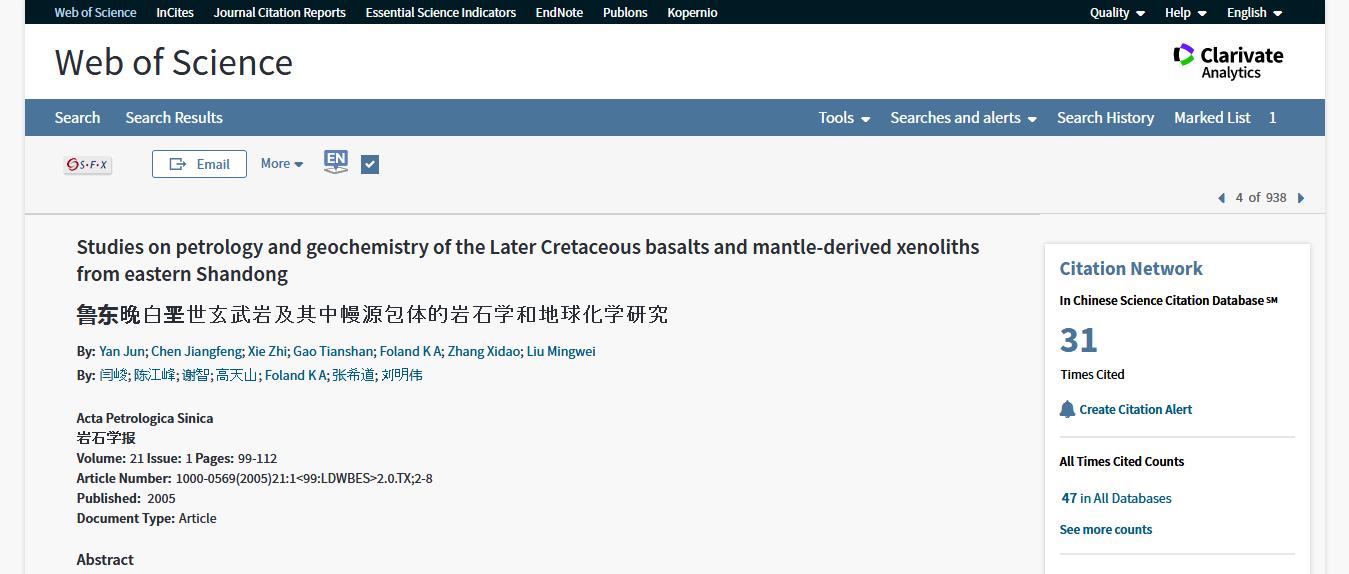 Web of Science InCites Journal Citation Reports Essential Science Indicators EndNote Publons Kopernio Quality Help English
Web of Science
Clarivate
Analytics
Search Search Results Tools Searches and alerts Search History Marked List 1
S·F·X Email More EN
4 of 938
Studies on petrology and geochemistry of the Later Cretaceous basalts and mantle-derived xenoliths
from eastern Shandong
鲁东晚白垩世玄武岩及其中幔源包体的岩石学和地球化学研究
By: Yan Jun; Chen Jiangfeng; Xie Zhi; Gao Tianshan; Foland K A; Zhang Xidao; Liu Mingwei
By: 闫峻; 陈江峰; 谢智; 高天山; Foland K A; 张希道; 刘明伟
Acta Petrologica Sinica
岩石学报
Volume: 21 Issue: 1 Pages: 99-112
Article Number: 1000-0569(2005)21:1<99:LDWBES>2.0.TX;2-8
Published: 2005
Document Type: Article
Abstract
Citation Network
In Chinese Science Citation Database℠
31
Times Cited
Create Citation Alert
All Times Cited Counts
47 in All Databases
See more counts